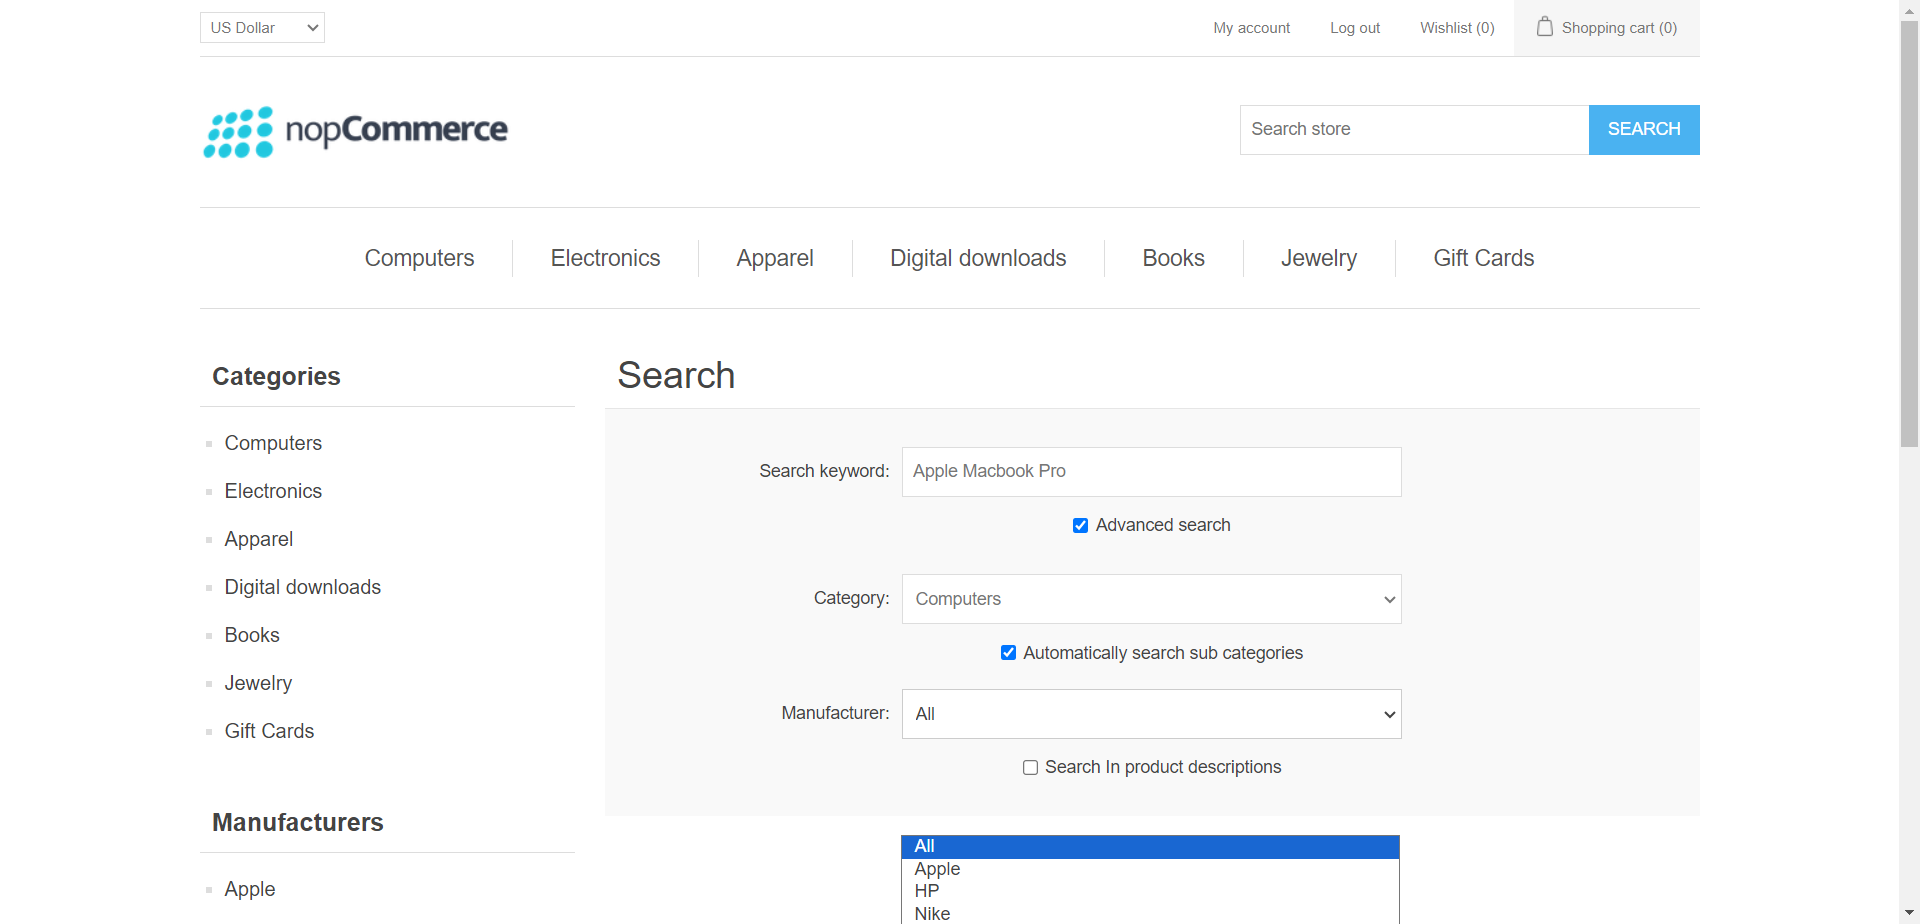 US Dollar
My account
Log out
Wishlist (0)
Shopping cart (0)
nopCommerce
Search store
SEARCH
Computers
Electronics
Apparel
Digital downloads
Books
Jewelry
Gift Cards
Categories
Computers
Electronics
Apparel
Digital downloads
Books
Jewelry
Gift Cards
Manufacturers
Apple
Search
Search keyword:
Apple Macbook Pro
Advanced search
Category:
Computers
Automatically search sub categories
Manufacturer:
All
Search In product descriptions
All
Apple
HP
Nike